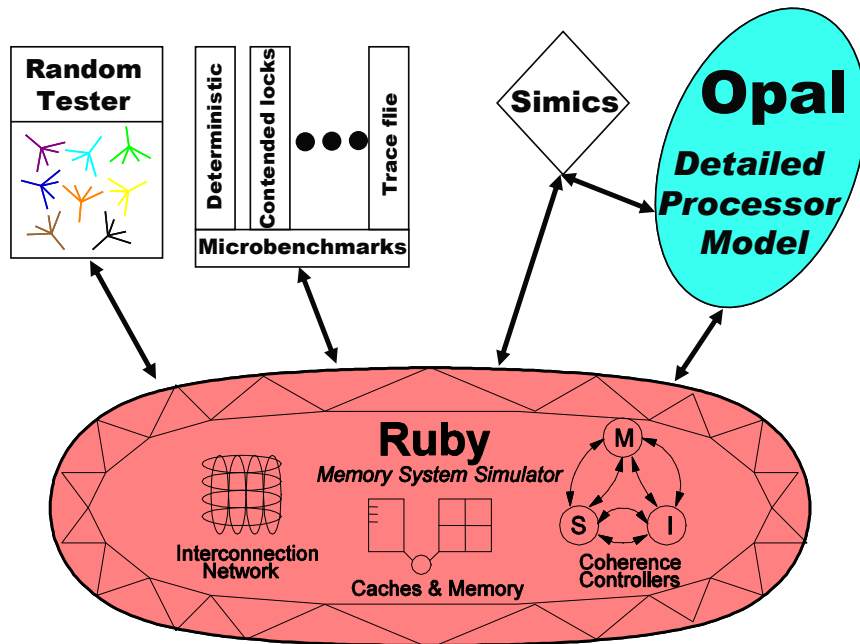 Random
Tester
Deterministic
Contended locks
Trace flie
Microbenchmarks
Simics
Opal
Detailed
Processor
Model
Ruby
Memory System Simulator
Interconnection
Network
Caches & Memory
M
S
I
Coherence
Controllers